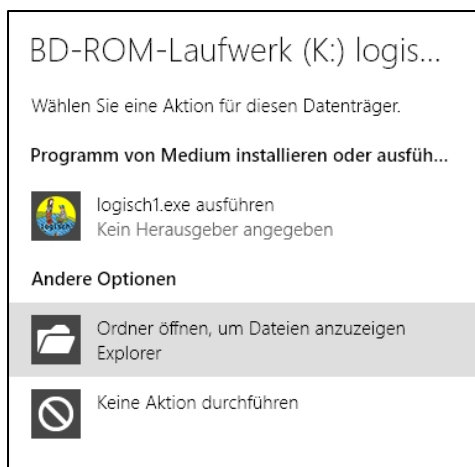 BD-ROM-Laufwerk (K:) logis...
Wählen Sie eine Aktion für diesen Datenträger.
Programm von Medium installieren oder ausfüh...
logisch1.exe ausführen
Kein Herausgeber angegeben
Andere Optionen
Ordner öffnen, um Dateien anzuzeigen
Explorer
Keine Aktion durchführen